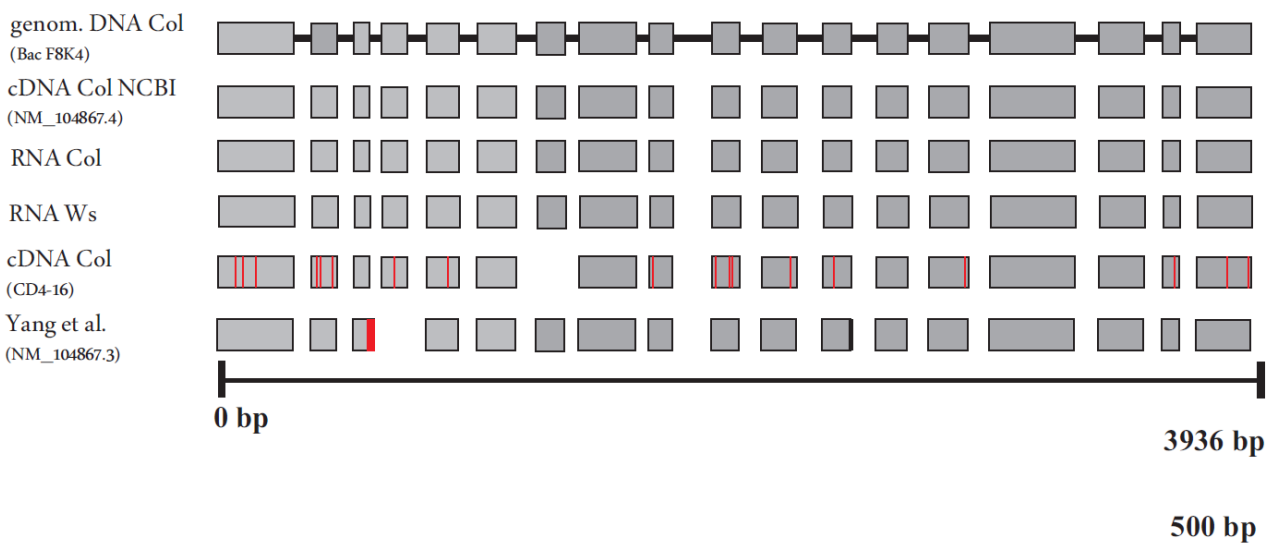 genom. DNA Col
(Bac F8K4)
cDNA Col NCBI
(NM_104867.4)
RNA Col
RNA Ws
cDNA Col
(CD4-16)
Yang et al.
(NM_104867.3)
0 bp
3936 bp
500 bp